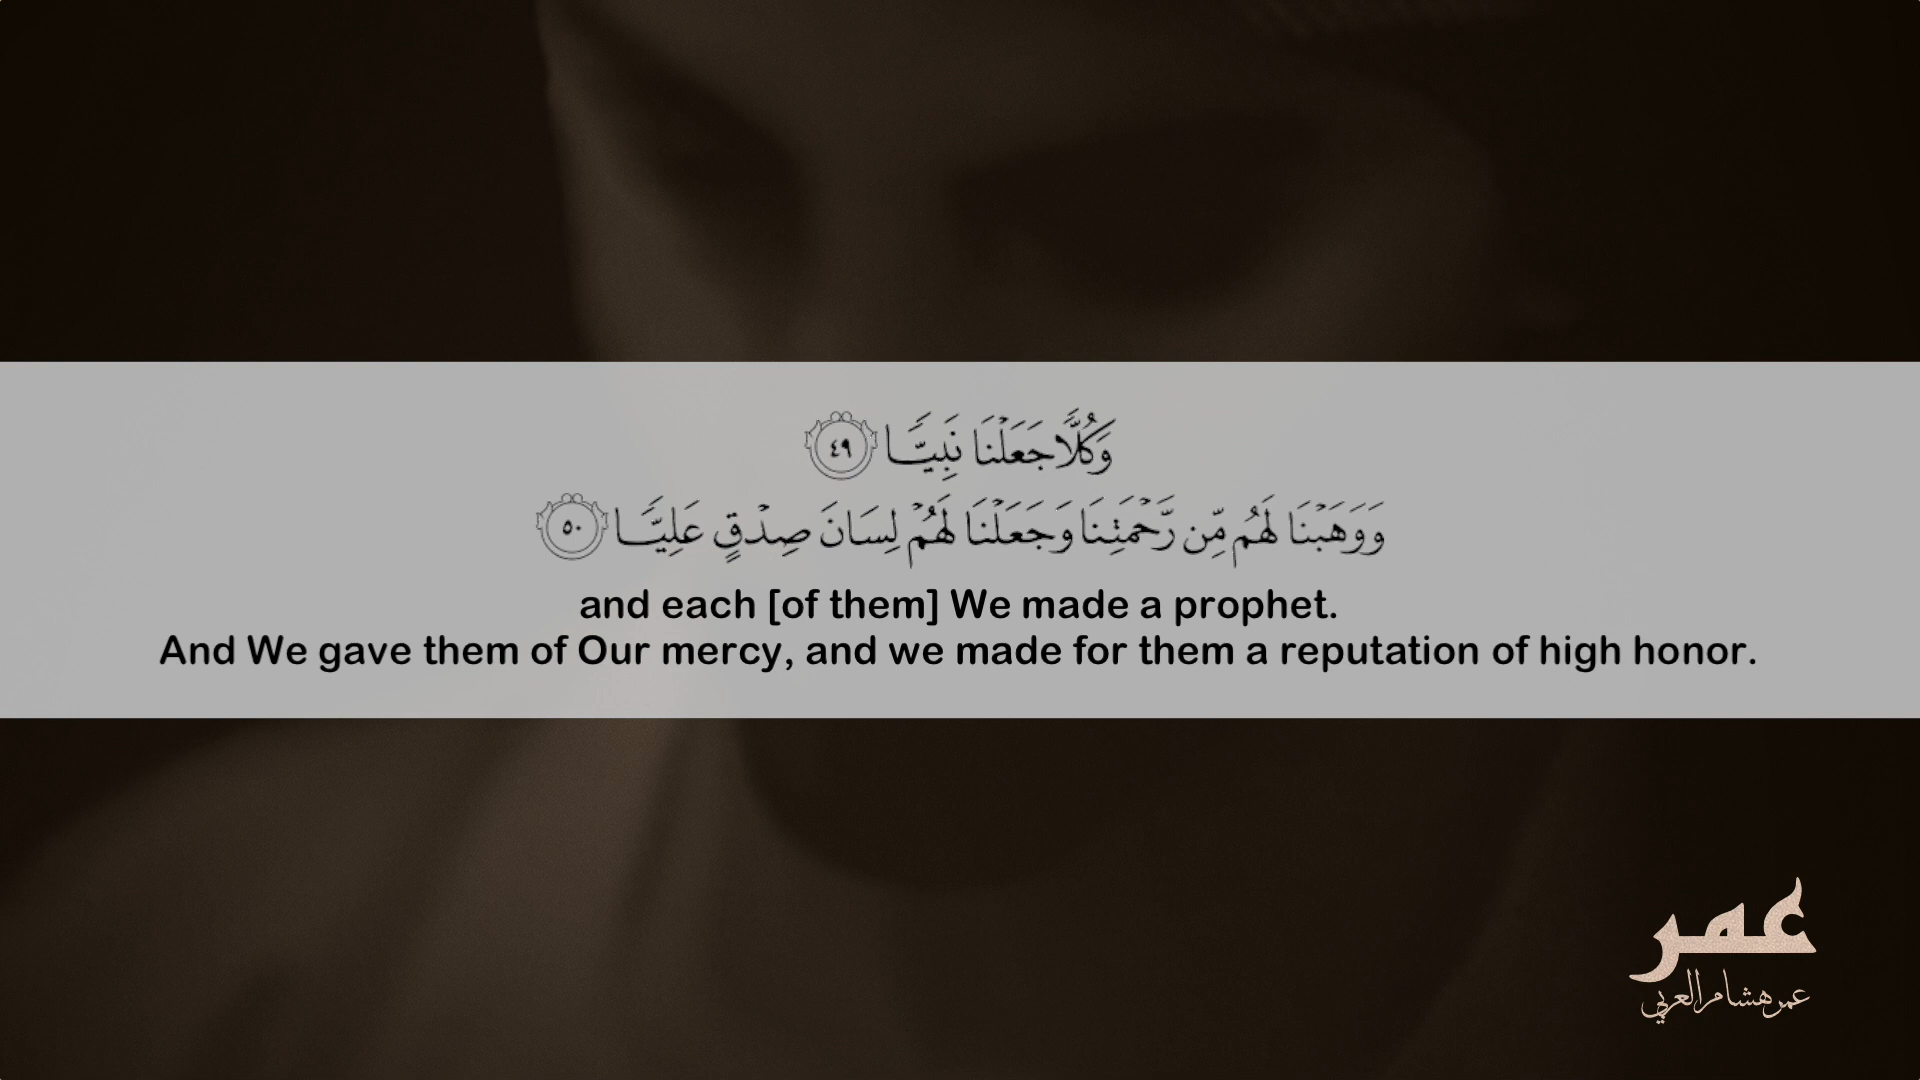 وَكُلًّا جَعَلْنَا نَبِيًّا ٤٩
وَوَهَبْنَا لَهُم مِّن رَّحْمَتِنَا وَجَعَلْنَا لَهُمْ لِسَانَ صِدْقٍ عَلِيًّا ٥٠
and each [of them] We made a prophet.
And We gave them of Our mercy, and we made for them a reputation of high honor.
عمر
عمر هشام العربي